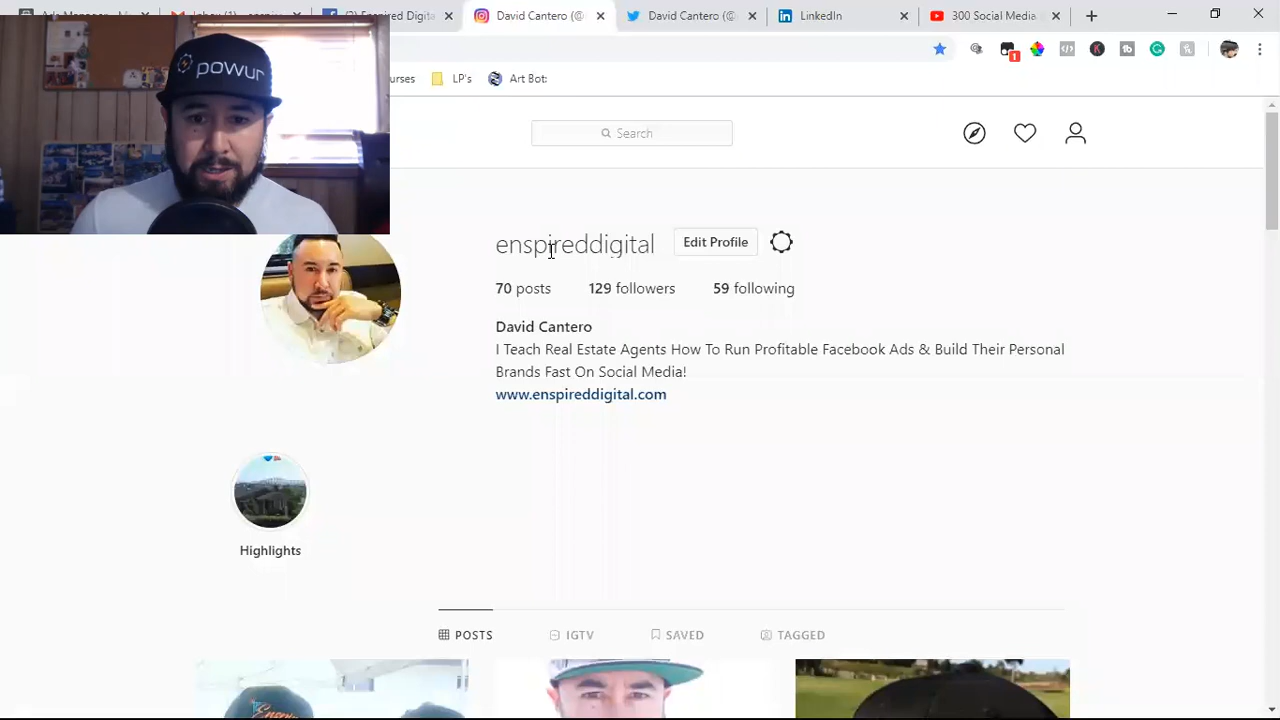 David Cantero (@
David Cantero (@
LinkedIn
Social Media
LP's
Art Bot:
powur
Search
enspireddigital
Edit Profile
70 posts
129 followers
59 following
David Cantero
I Teach Real Estate Agents How To Run Profitable Facebook Ads & Build Their Personal
Brands Fast On Social Media!
www.enspireddigital.com
Highlights
POSTS
IGTV
SAVED
TAGGED